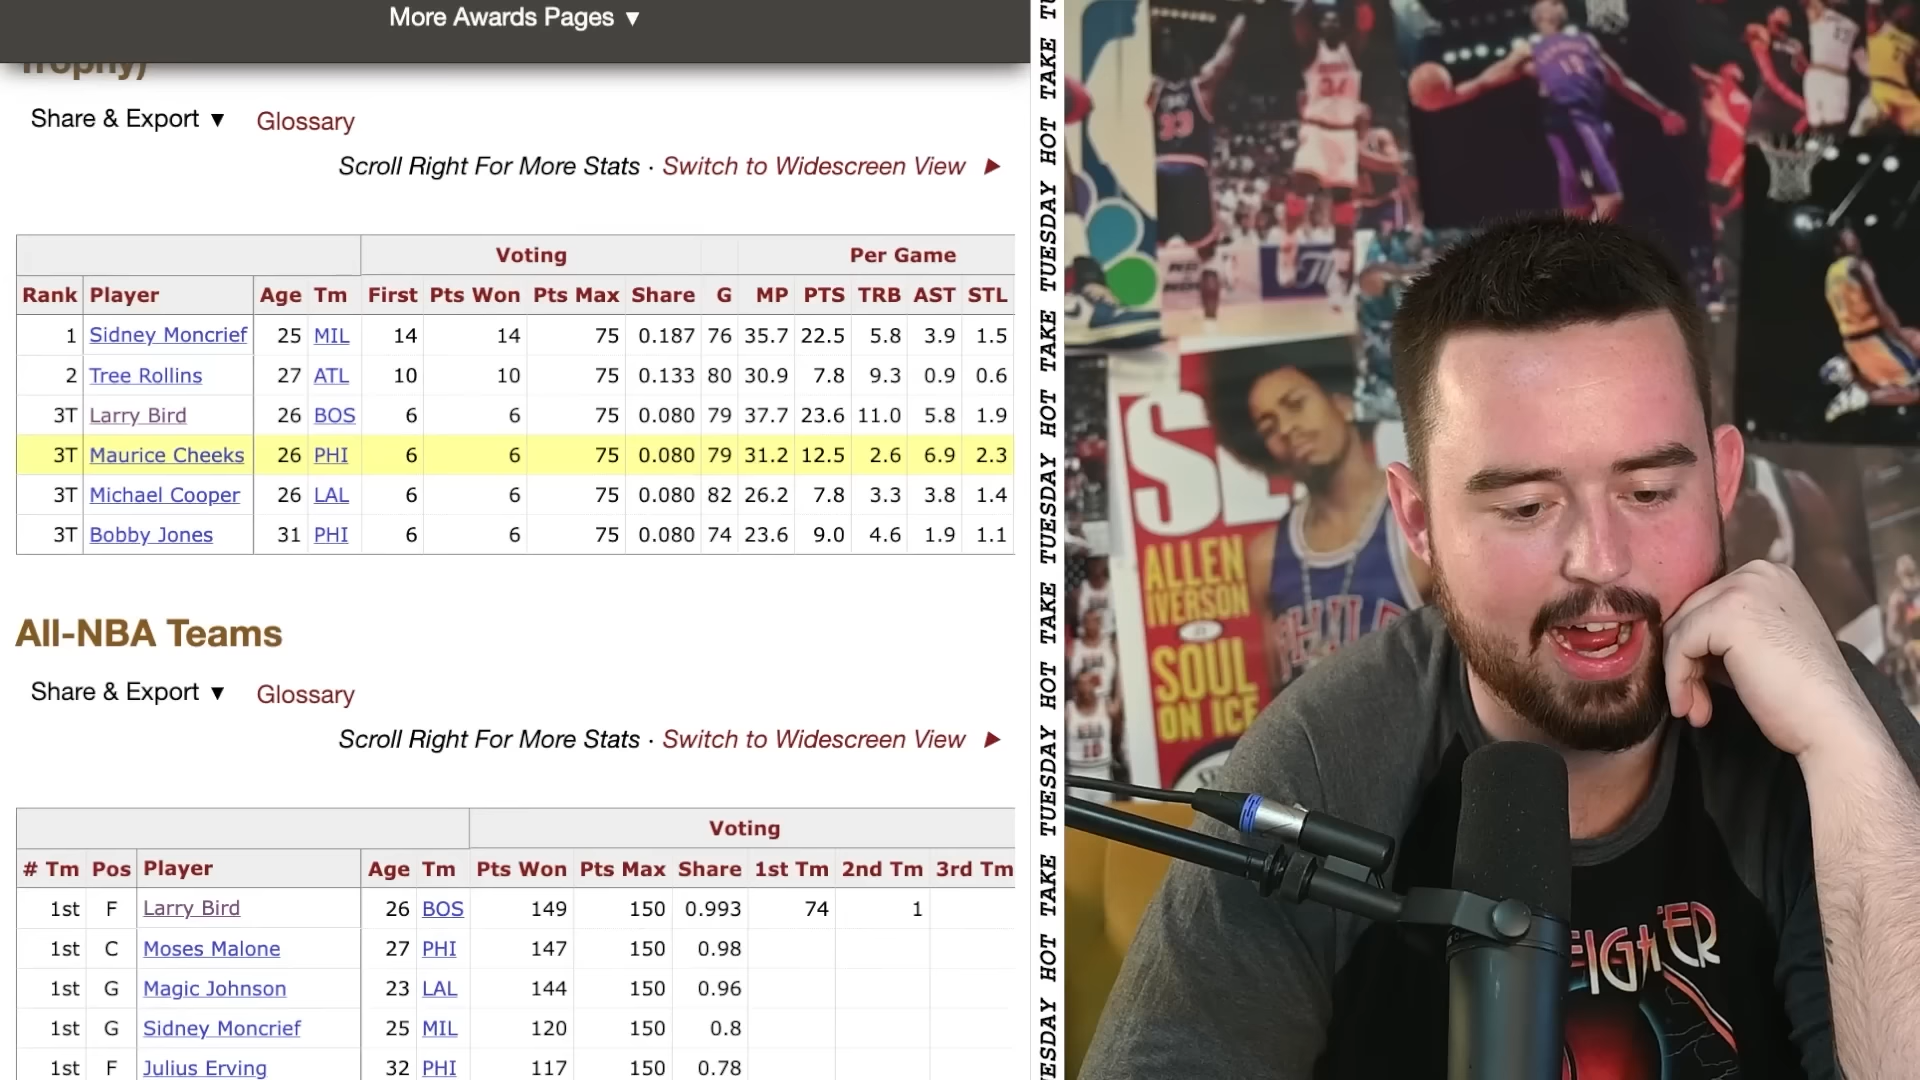 More Awards Pages ▼
Trophy)
Share & Export ▼ Glossary
Scroll Right For More Stats · Switch to Widescreen View ▶
Voting Per Game
Rank Player Age Tm First Pts Won Pts Max Share G MP PTS TRB AST STL
1 Sidney Moncrief 25 MIL 14 14 75 0.187 76 35.7 22.5 5.8 3.9 1.5
2 Tree Rollins 27 ATL 10 10 75 0.133 80 30.9 7.8 9.3 0.9 0.6
3T Larry Bird 26 BOS 6 6 75 0.080 79 37.7 23.6 11.0 5.8 1.9
3T Maurice Cheeks 26 PHI 6 6 75 0.080 79 31.2 12.5 2.6 6.9 2.3
3T Michael Cooper 26 LAL 6 6 75 0.080 82 26.2 7.8 3.3 3.8 1.4
3T Bobby Jones 31 PHI 6 6 75 0.080 74 23.6 9.0 4.6 1.9 1.1
All-NBA Teams
Share & Export ▼ Glossary
Scroll Right For More Stats · Switch to Widescreen View ▶
Voting
# Tm Pos Player Age Tm Pts Won Pts Max Share 1st Tm 2nd Tm 3rd Tm
1st F Larry Bird 26 BOS 149 150 0.993 74 1
1st C Moses Malone 27 PHI 147 150 0.98
1st G Magic Johnson 23 LAL 144 150 0.96
1st G Sidney Moncrief 25 MIL 120 150 0.8
1st F Julius Erving 32 PHI 117 150 0.78
ESDAY HOT TAKE TUESDAY HOT TAKE TUESDAY HOT TAKE TUESDAY HOT TAKE TU
33
34
15
ALLEN
IVERSON
SOUL
ON ICE